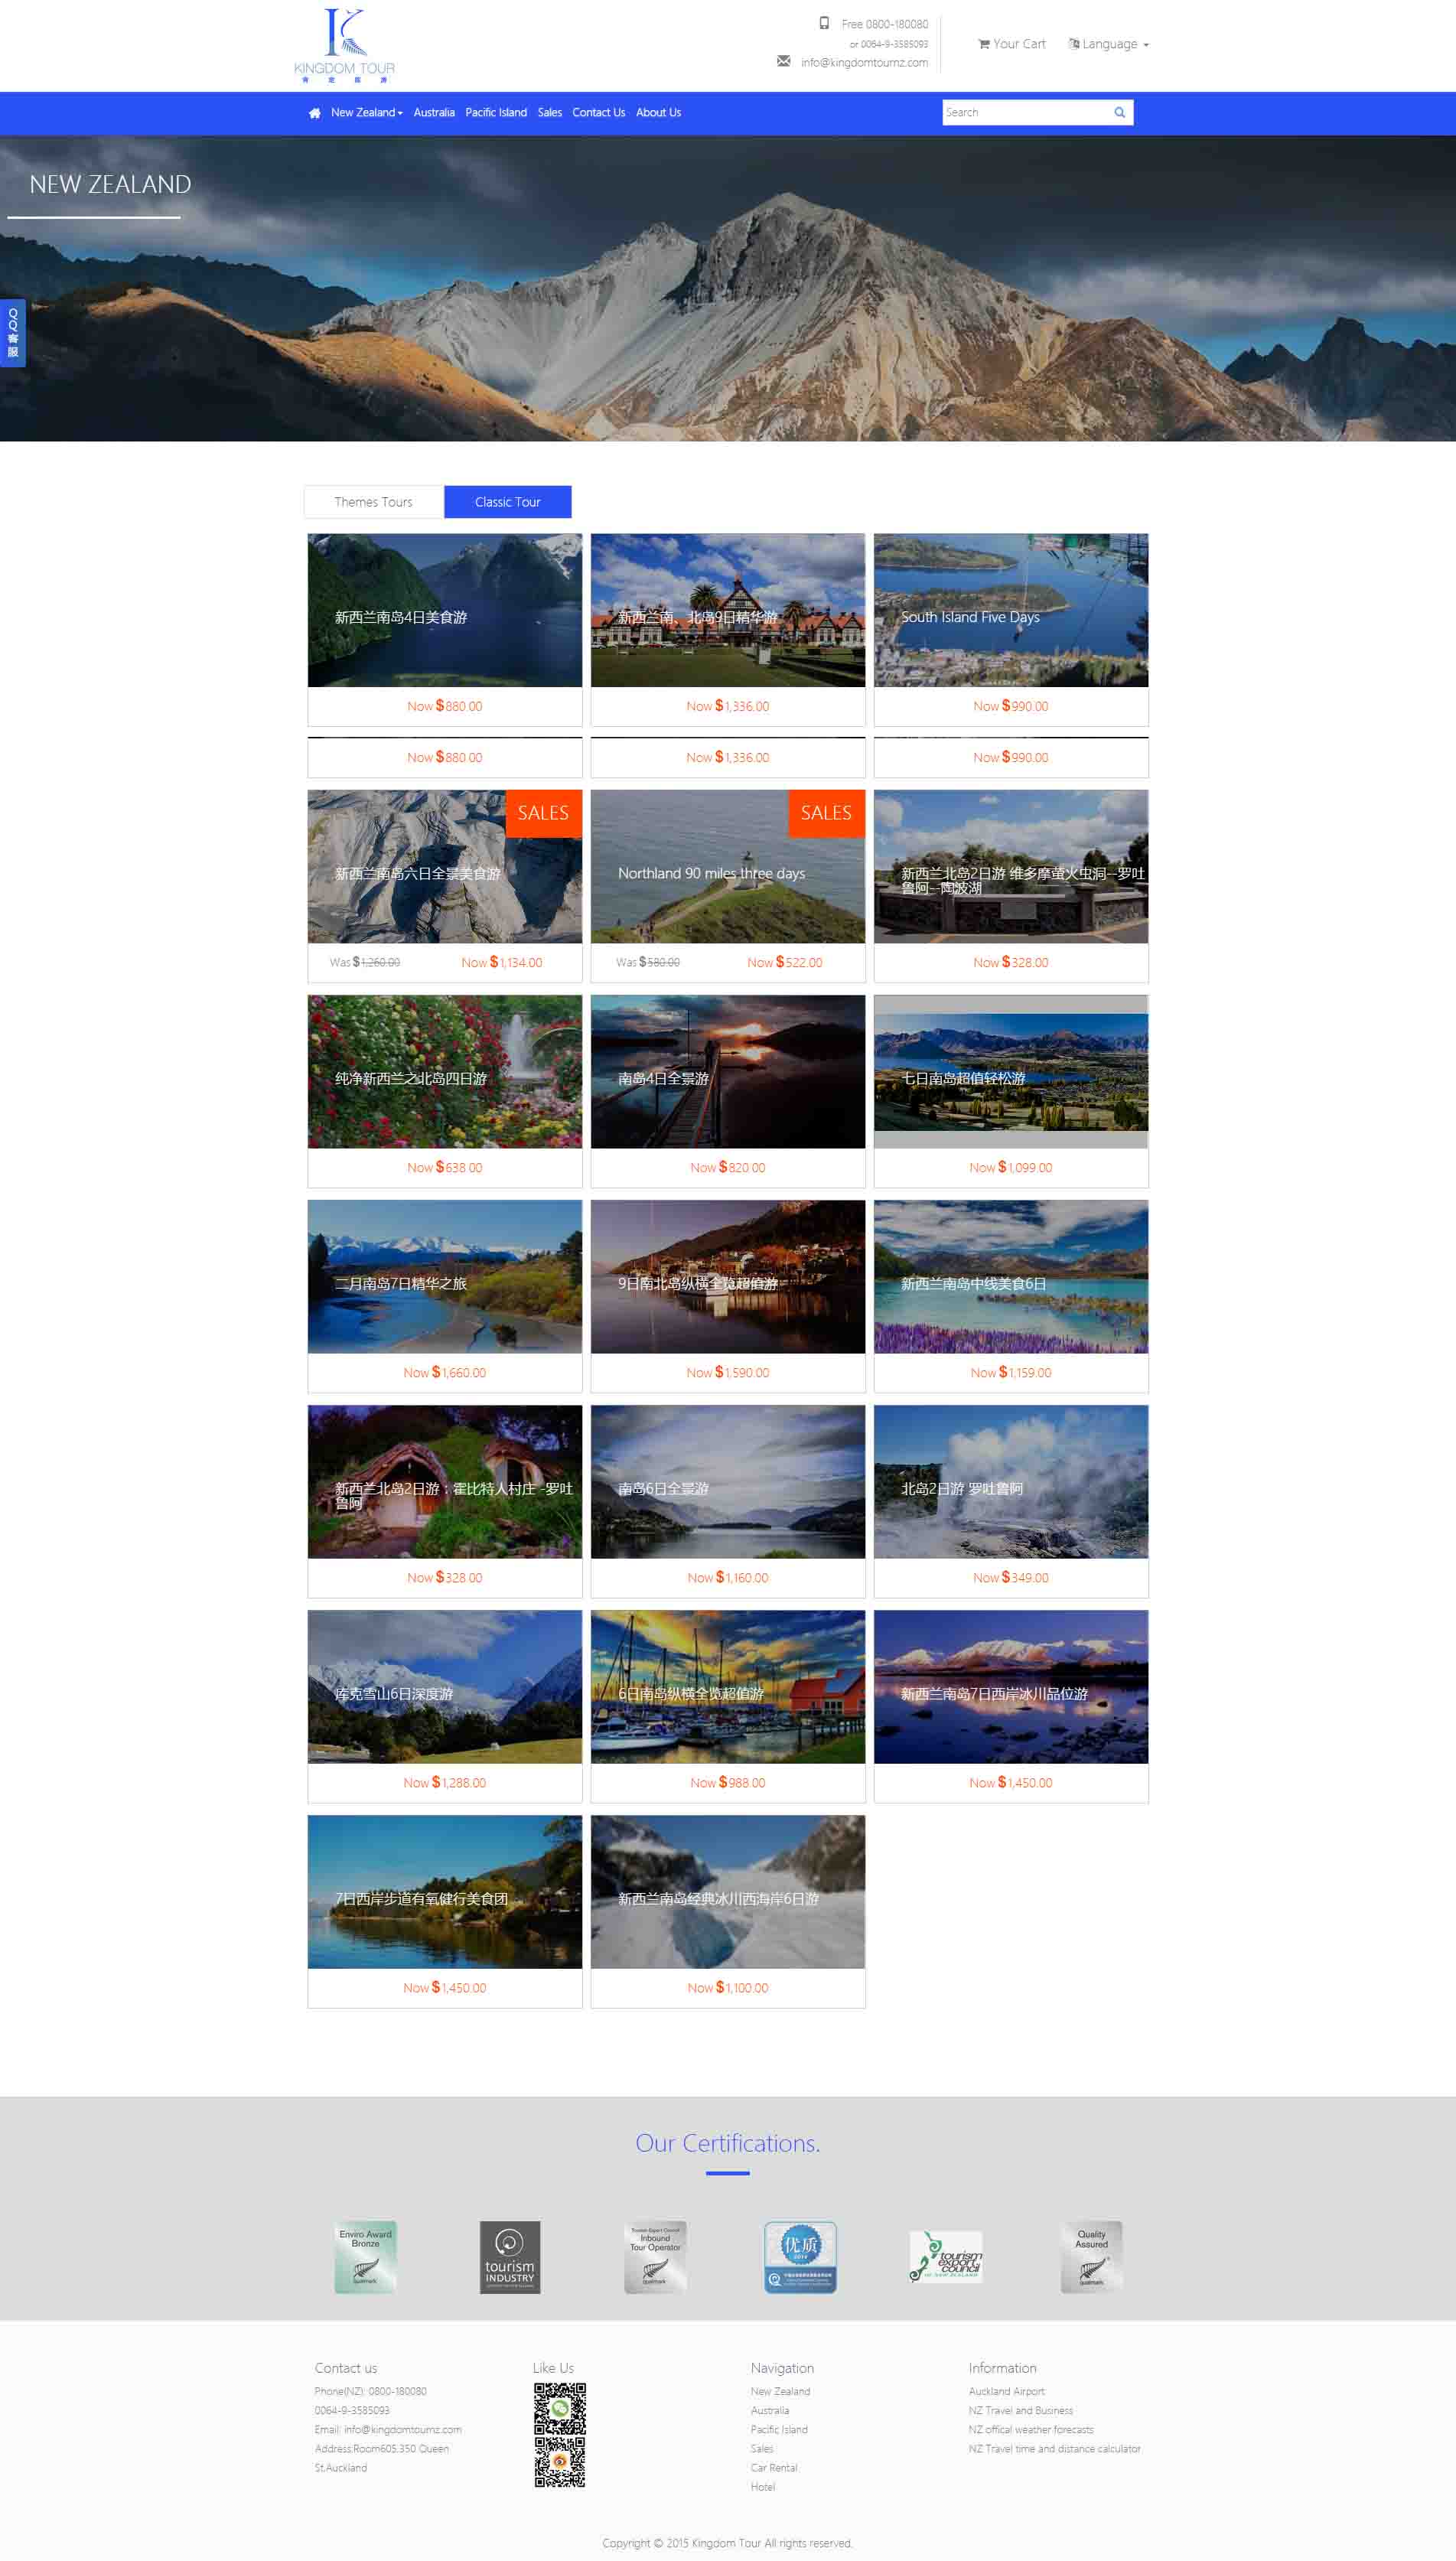 KINGDOM TOUR
肯定旅游
Free 0800-180080
or 0064-9-3585093
info@kingdomtournz.com
Your Cart
Language
New Zealand
Australia
Pacific Island
Sales
Contact Us
About Us
Search
NEW ZEALAND
QQ客服
Themes Tours
Classic Tour
新西兰南岛4日美食游
新西兰南、北岛9日精华游
South Island Five Days
Now $880.00
Now $1,336.00
Now $990.00
Now $880.00
Now $1,336.00
Now $990.00
SALES
SALES
新西兰南岛六日全景美食游
Northland 90 miles three days
新西兰北岛2日游 维多摩萤火虫洞--罗吐
鲁阿--陶波湖
Was $1,260.00
Now $1,134.00
Was $580.00
Now $522.00
Now $328.00
纯净新西兰之北岛四日游
南岛4日全景游
七日南岛超值轻松游
Now $638.00
Now $820.00
Now $1,099.00
二月南岛7日精华之旅
9日南北岛纵横全览超值游
新西兰南岛中线美食6日
Now $1,660.00
Now $1,590.00
Now $1,159.00
新西兰北岛2日游：霍比特人村庄 -罗吐
鲁阿
南岛6日全景游
北岛2日游 罗吐鲁阿
Now $328.00
Now $1,160.00
Now $349.00
库克雪山6日深度游
6日南岛纵横全览超值游
新西兰南岛7日西岸冰川品位游
Now $1,288.00
Now $988.00
Now $1,450.00
7日西岸步道有氧健行美食团
新西兰南岛经典冰川西海岸6日游
Now $1,450.00
Now $1,100.00
Our Certifications.
Enviro Award
Bronze
qualmark
tourism
INDUSTRY
Tourism Export Council
Inbound
Tour Operator
qualmark
优质
2014
tourism
export
council
OF NEW ZEALAND
Quality
Assured
qualmark
Contact us
Phone(NZ): 0800-180080
0064-9-3585093
Email: info@kingdomtournz.com
Address:Room605,350 Queen
St.Auckland
Like Us
Navigation
New Zealand
Australia
Pacific Island
Sales
Car Rental
Hotel
Information
Auckland Airport
NZ Travel and Business
NZ offical weather forecasts
NZ Travel time and distance calculator
Copyright © 2015 Kingdom Tour All rights reserved.